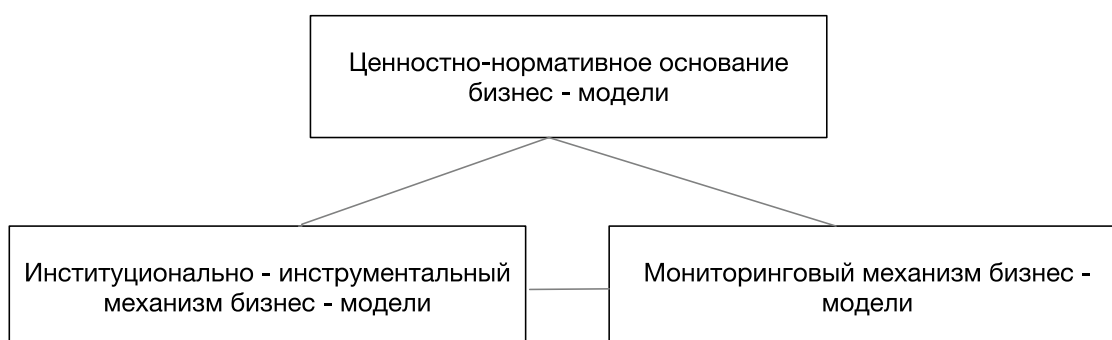 Ценностно-нормативное основание
бизнес - модели
Институционально - инструментальный
механизм бизнес - модели
Мониторинговый механизм бизнес -
модели